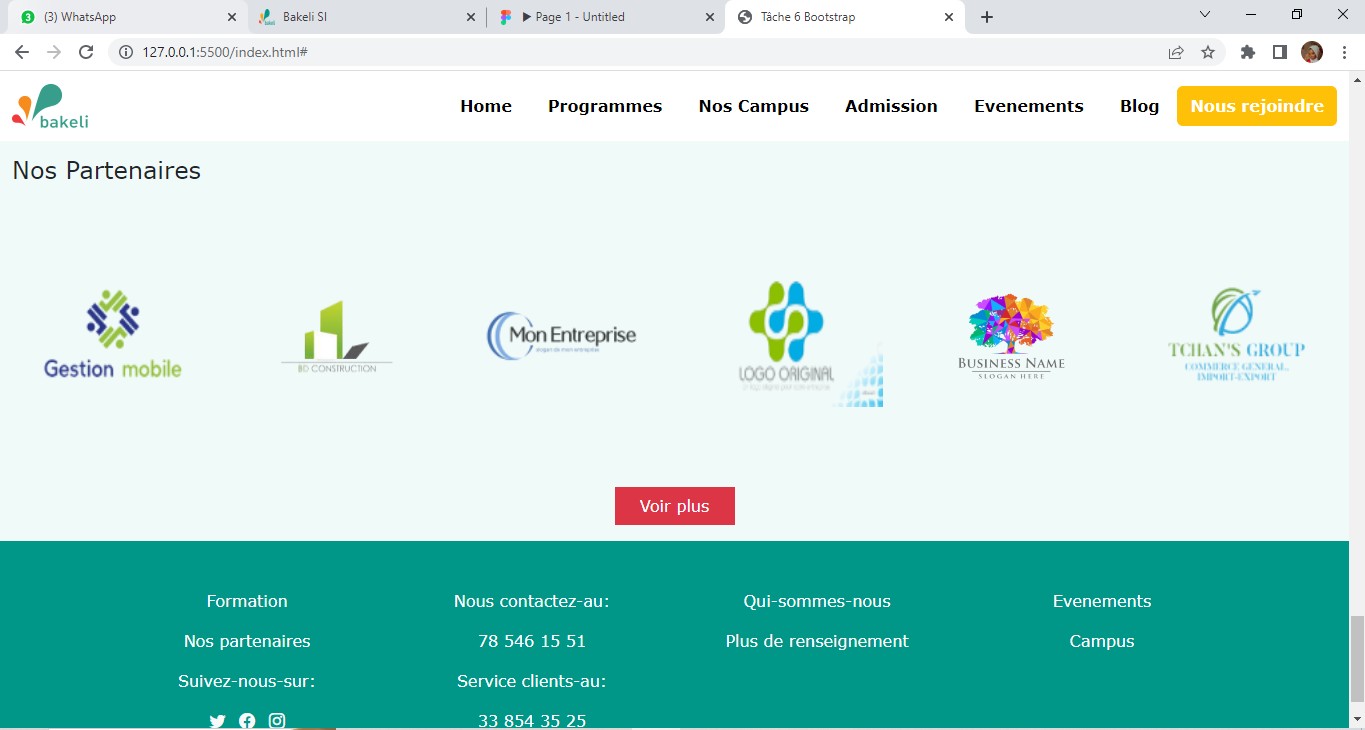 (3) WhatsApp
Bakeli SI
Page 1 - Untitled
Tâche 6 Bootstrap
127.0.0.1:5500/index.html#
bakeli
Home
Programmes
Nos Campus
Admission
Evenements
Blog
Nous rejoindre
Nos Partenaires
Gestion mobile
BD CONSTRUCTION
Mon Entreprise
slogan de mon entreprise
LOGO ORIGINAL
BUSINESS NAME
SLOGAN HERE
TCHAN'S GROUP
COMMERCE GENERAL,
IMPORT-EXPORT
Voir plus
Formation
Nos partenaires
Suivez-nous-sur:
Nous contactez-au:
78 546 15 51
Service clients-au:
33 854 35 25
Qui-sommes-nous
Plus de renseignement
Evenements
Campus